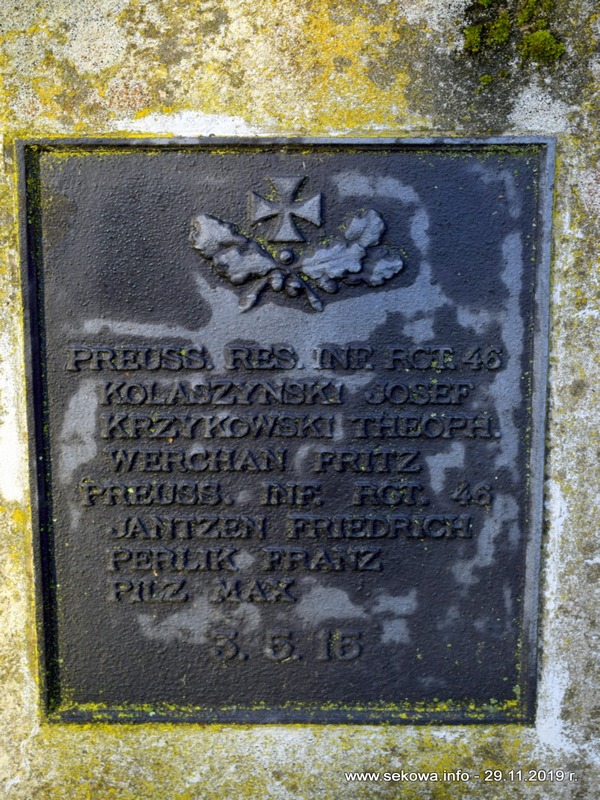 PREUSS. RES. INF. RGT. 46
KOLASZYNSKI JOSEF
KRZYKOWSKI THEOPH.
WERCHAN FRITZ
PREUSS. INF. RGT. 46
JANTZEN FRIEDRICH
PERLIK FRANZ
PILZ MAX
3. 5. 15
www.sekowa.info - 29.11.2019 r.